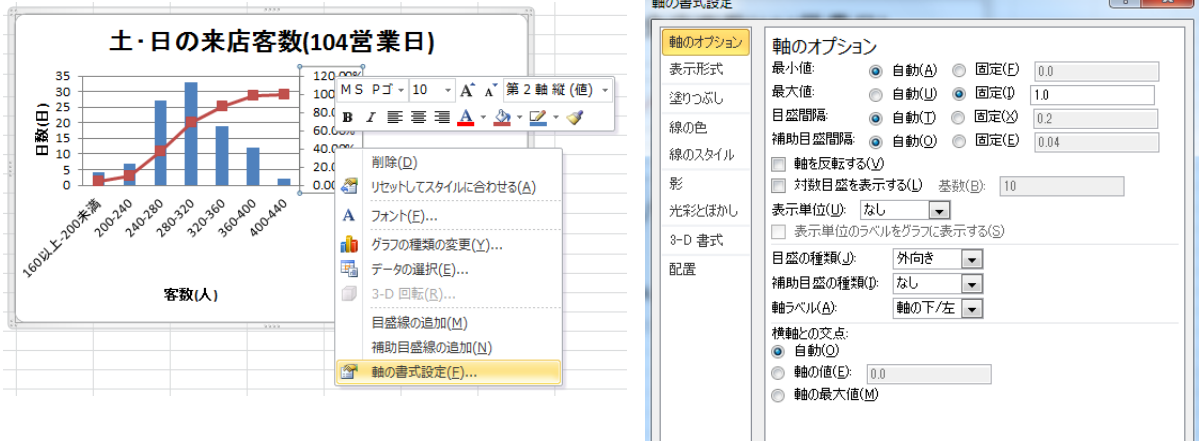 土・日の来店客数(104営業日)
35
30
25
20
15
10
5
0
日数(日)
120.00%
100
80.0
60.00%
40.0
20.0
0.00
160以上-200未満
200-240
240-280
280-320
320-360
360-400
400-440
客数(人)
MS Pゴ 10 A A 第 2 軸 縦 (値)
B I A
削除(D)
リセットしてスタイルに合わせる(A)
A フォント(F)...
グラフの種類の変更(Y)...
データの選択(E)...
3-D 回転(R)...
目盛線の追加(M)
補助目盛線の追加(N)
軸の書式設定(F)...
軸の書式設定
軸のオプション
表示形式
塗りつぶし
線の色
線のスタイル
影
光彩とぼかし
3-D 書式
配置
軸のオプション
最小値: 自動(A) 固定(F) 0.0
最大値: 自動(U) 固定(I) 1.0
目盛間隔: 自動(T) 固定(X) 0.2
補助目盛間隔: 自動(O) 固定(E) 0.04
軸を反転する(V)
対数目盛を表示する(L) 基数(B): 10
表示単位(U): なし
表示単位のラベルをグラフに表示する(S)
目盛の種類(J): 外向き
補助目盛の種類(I): なし
軸ラベル(A): 軸の下/左
横軸との交点:
自動(O)
軸の値(E): 0.0
軸の最大値(M)